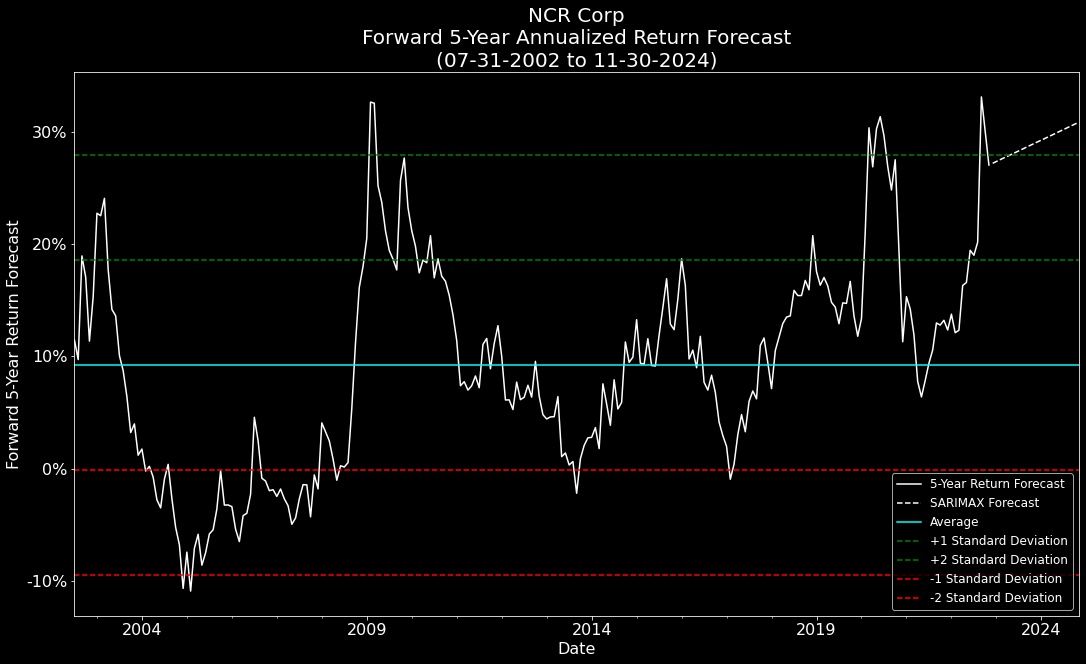 NCR Corp
Forward 5-Year Annualized Return Forecast
(07-31-2002 to 11-30-2024)
Forward 5-Year Return Forecast
30%
20%
10%
0%
-10%
5-Year Return Forecast
SARIMAX Forecast
Average
+1 Standard Deviation
+2 Standard Deviation
-1 Standard Deviation
-2 Standard Deviation
2004 2009 2014 2019 2024
Date